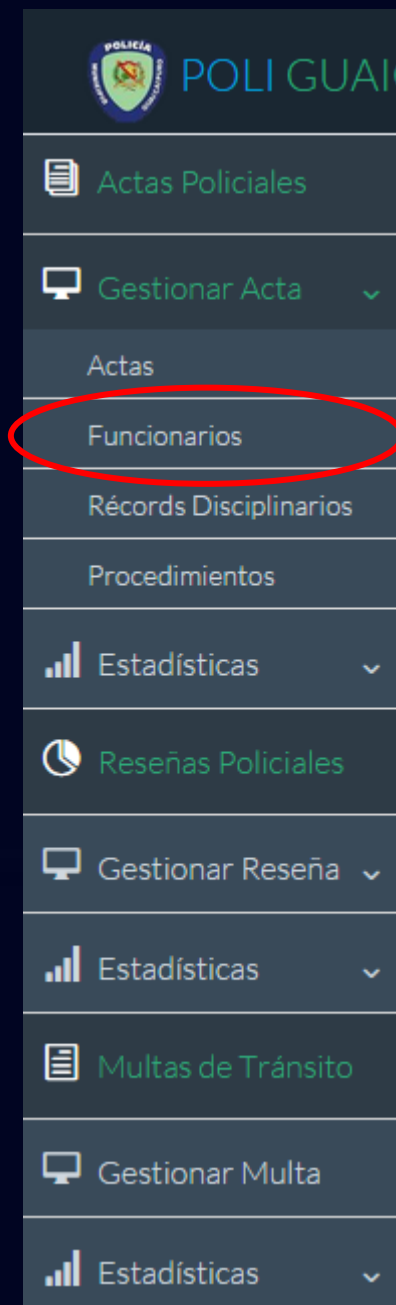 POLICÍA
POLI GUAI
Actas Policiales
Gestionar Acta
Actas
Funcionarios
Récords Disciplinarios
Procedimientos
Estadísticas
Reseñas Policiales
Gestionar Reseña
Estadísticas
Multas de Tránsito
Gestionar Multa
Estadísticas